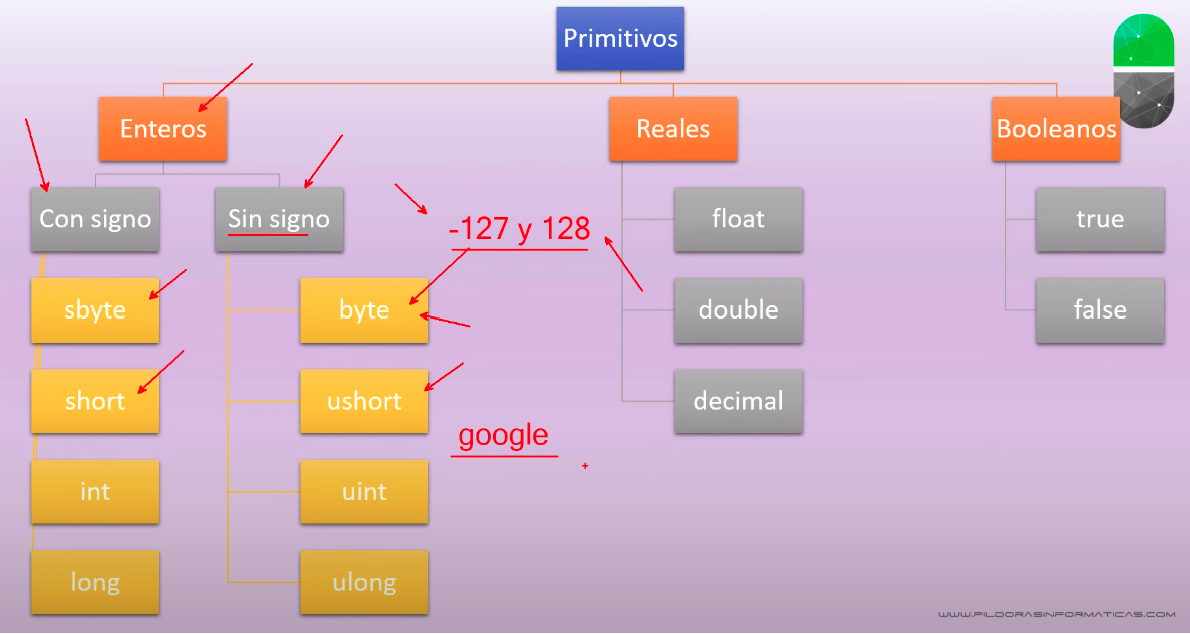 Primitivos
Enteros
Reales
Booleanos
Con signo
Sin signo
-127 y 128
float
true
sbyte
byte
double
false
short
ushort
decimal
google
int
uint
long
ulong
WWW.PILDORASINFORMATICAS.COM